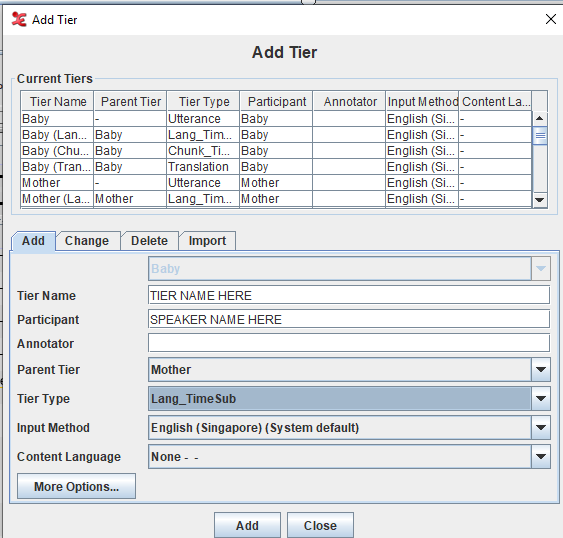 Add Tier
Add Tier
Current Tiers
Tier Name Parent Tier Tier Type Participant Annotator Input Method Content La...
Baby - Utterance Baby English (Si... -
Baby (Lan... Baby Lang_Tim... Baby English (Si... -
Baby (Chu... Baby Chunk_Ti... Baby English (Si... -
Baby (Tran... Baby Translation Baby English (Si... -
Mother - Utterance Mother English (Si... -
Mother (La... Mother Lang_Tim... Mother English (Si... -
Add Change Delete Import
Baby
Tier Name TIER NAME HERE
Participant SPEAKER NAME HERE
Annotator
Parent Tier Mother
Tier Type Lang_TimeSub
Input Method English (Singapore) (System default)
Content Language None - -
More Options...
Add Close